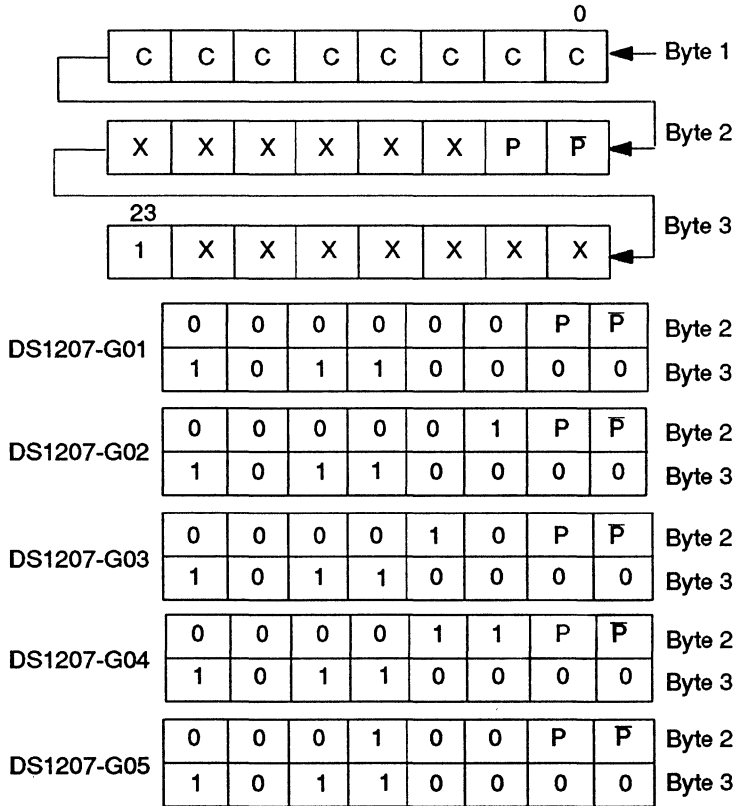 0
C C C C C C C C Byte 1
X X X X X X P P̅ Byte 2
23
1 X X X X X X X Byte 3
DS1207-G01
0 0 0 0 0 0 P P̅ Byte 2
1 0 1 1 0 0 0 0 Byte 3
DS1207-G02
0 0 0 0 0 1 P P̅ Byte 2
1 0 1 1 0 0 0 0 Byte 3
DS1207-G03
0 0 0 0 1 0 P P̅ Byte 2
1 0 1 1 0 0 0 0 Byte 3
DS1207-G04
0 0 0 0 1 1 P P̅ Byte 2
1 0 1 1 0 0 0 0 Byte 3
DS1207-G05
0 0 0 1 0 0 P P̅ Byte 2
1 0 1 1 0 0 0 0 Byte 3